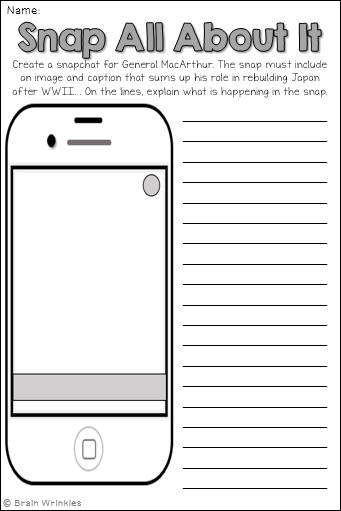 Name:
Snap All About It
Create a snapchat for General MacArthur. The snap must include
an image and caption that sums up his role in rebuilding Japan
after WWII. . On the lines, explain what is happening in the snap.
© Brain Wrinkles